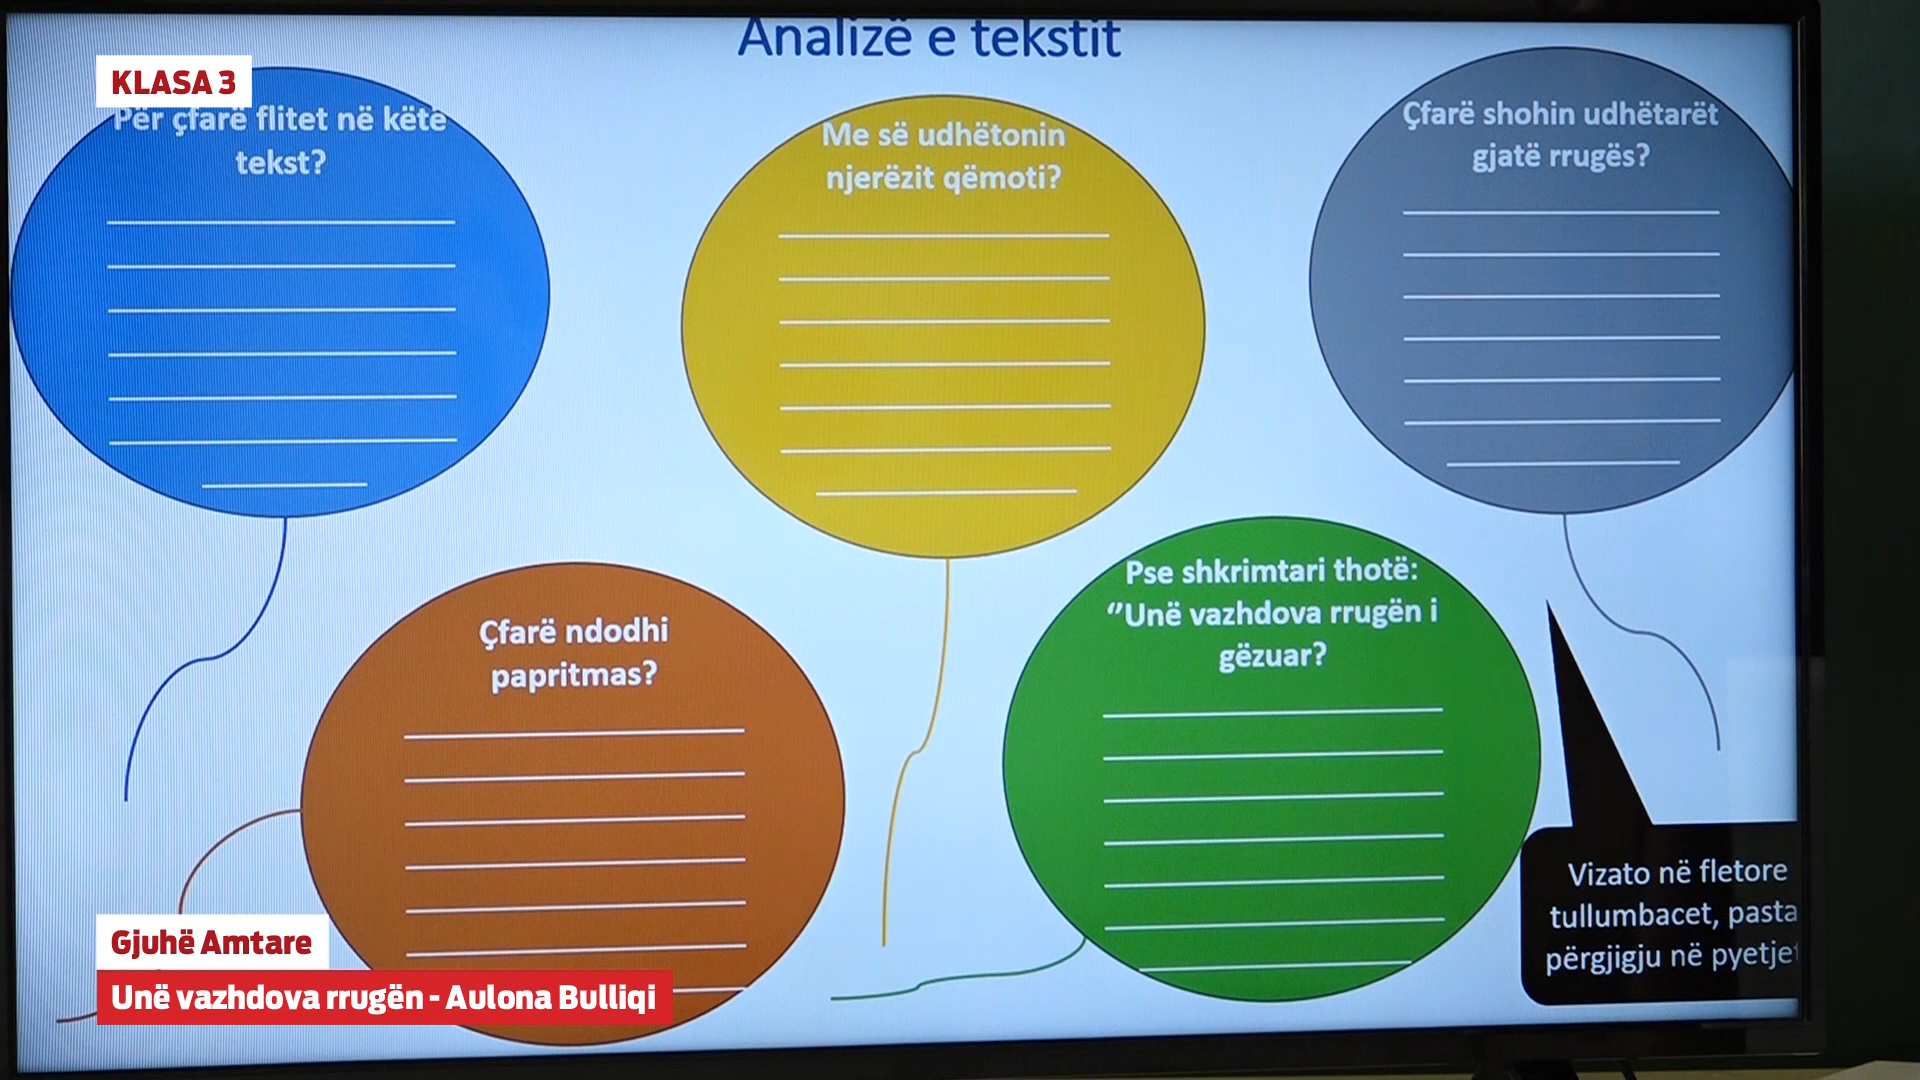 Analizë e tekstit
KLASA 3
Për çfarë flitet në këtë
tekst?
Me së udhëtonin
njerëzit qëmoti?
Çfarë shohin udhëtarët
gjatë rrugës?
Çfarë ndodhi
papritmas?
Pse shkrimtari thotë:
‘’Unë vazhdova rrugën i
gëzuar?
Vizato në fletore
tullumbacet, pasta
përgjigju në pyetjet
Gjuhë Amtare
Unë vazhdova rrugën - Aulona Bulliqi